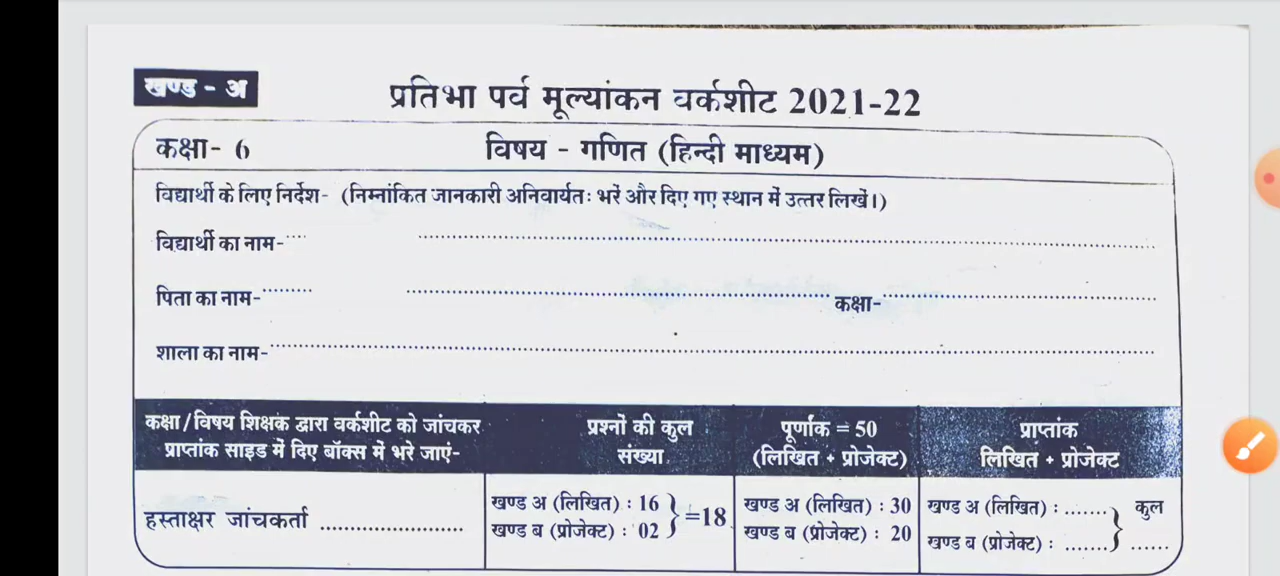 खण्ड - अ
प्रतिभा पर्व मूल्यांकन वर्कशीट 2021-22
कक्षा- 6 विषय - गणित (हिन्दी माध्यम)
विद्यार्थी के लिए निर्देश- (निम्नांकित जानकारी अनिवार्यतः भरें और दिए गए स्थान में उत्तर लिखें।)
विद्यार्थी का नाम-
पिता का नाम- कक्षा-
शाला का नाम-
कक्षा/विषय शिक्षक द्वारा वर्कशीट को जांचकर
प्राप्तांक साइड में दिए बॉक्स में भरे जाएं-
प्रश्नों की कुल
संख्या
पूर्णांक = 50
(लिखित + प्रोजेक्ट)
प्राप्तांक
लिखित + प्रोजेक्ट
हस्ताक्षर जांचकर्ता ......................
खण्ड अ (लिखित) : 16
खण्ड ब (प्रोजेक्ट) : 02
} =18
खण्ड अ (लिखित) : 30
खण्ड ब (प्रोजेक्ट) : 20
खण्ड अ (लिखित) : .......
खण्ड ब (प्रोजेक्ट) : .......
} कुल
......